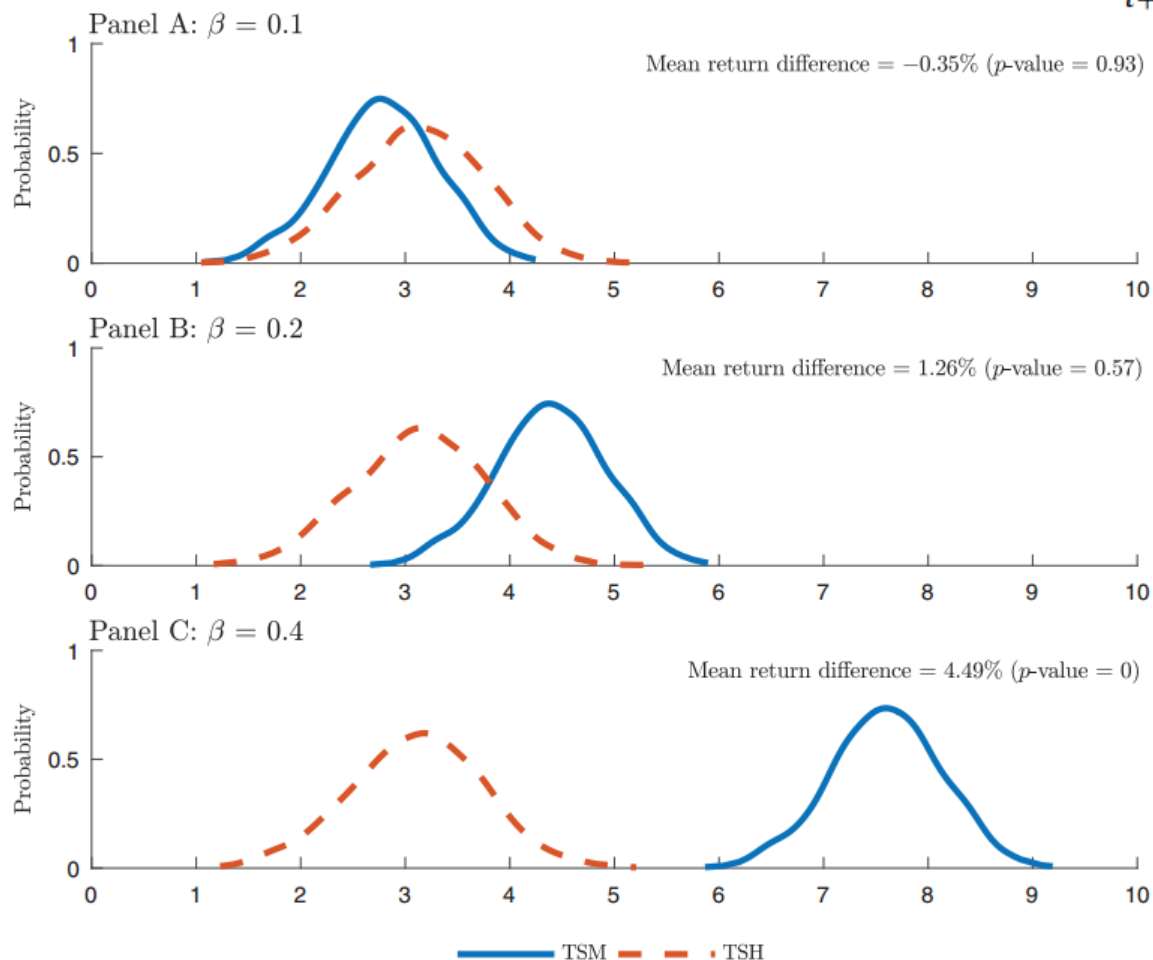 Panel A: β = 0.1
Mean return difference = −0.35% (p-value = 0.93)
Probability
1
0.5
0
0 1 2 3 4 5 6 7 8 9 10
Panel B: β = 0.2
Mean return difference = 1.26% (p-value = 0.57)
Probability
1
0.5
0
0 1 2 3 4 5 6 7 8 9 10
Panel C: β = 0.4
Mean return difference = 4.49% (p-value = 0)
Probability
1
0.5
0
0 1 2 3 4 5 6 7 8 9 10
TSM TSH